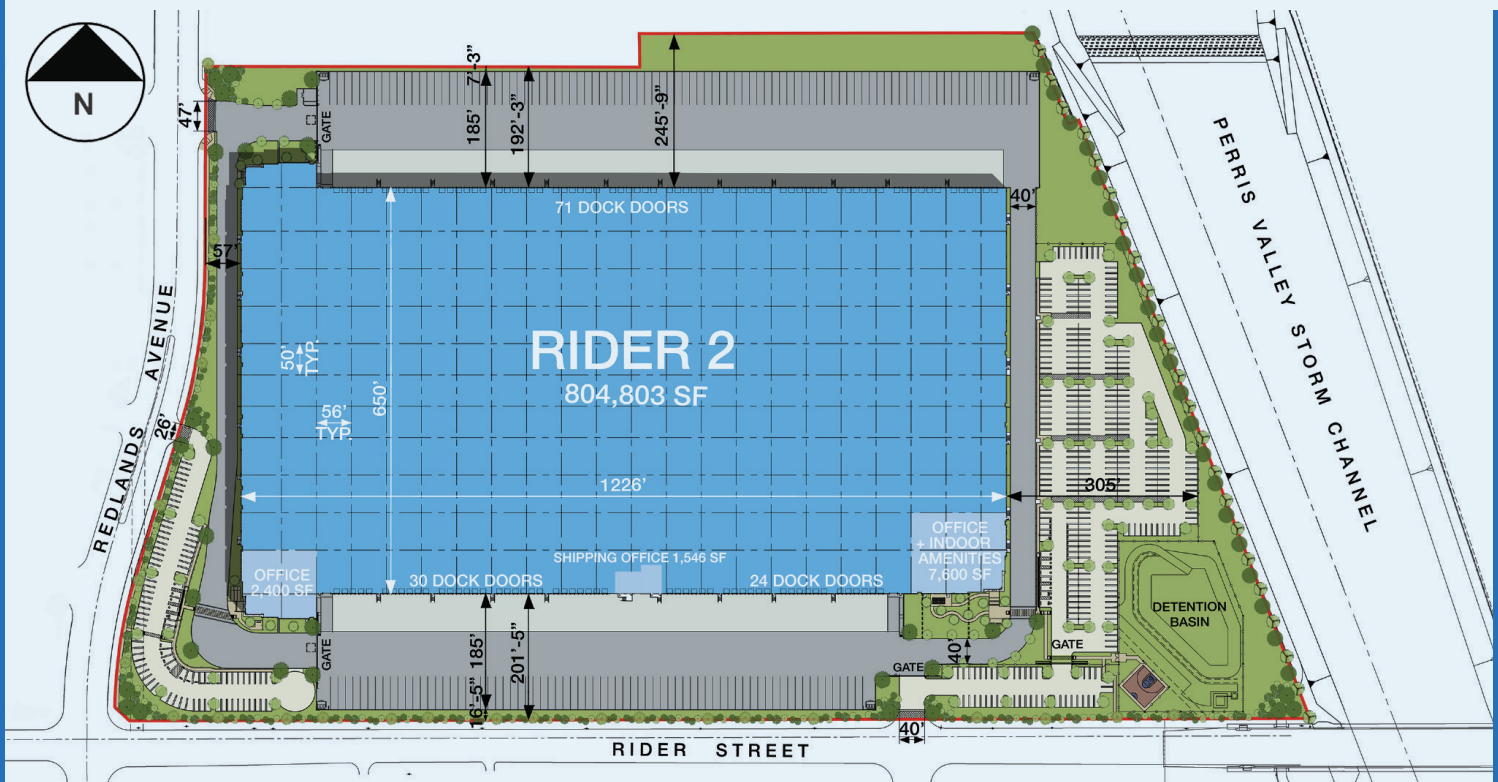 N
47'
GATE
7'-3”
185'
192'-3”
245'-9”
PERRIS VALLEY STORM CHANNEL
71 DOCK DOORS
40'
57'
REDLANDS AVENUE
RIDER 2
804,803 SF
50'
TYP.
650'
56'
TYP.
26'
1226'
305'
OFFICE
2,400 SF
30 DOCK DOORS
SHIPPING OFFICE 1,546 SF
24 DOCK DOORS
OFFICE
+ INDOOR
AMENITIES
7,600 SF
DETENTION
BASIN
GATE
185'
16'-5”
201'-5”
40'
GATE
GATE
40'
RIDER STREET